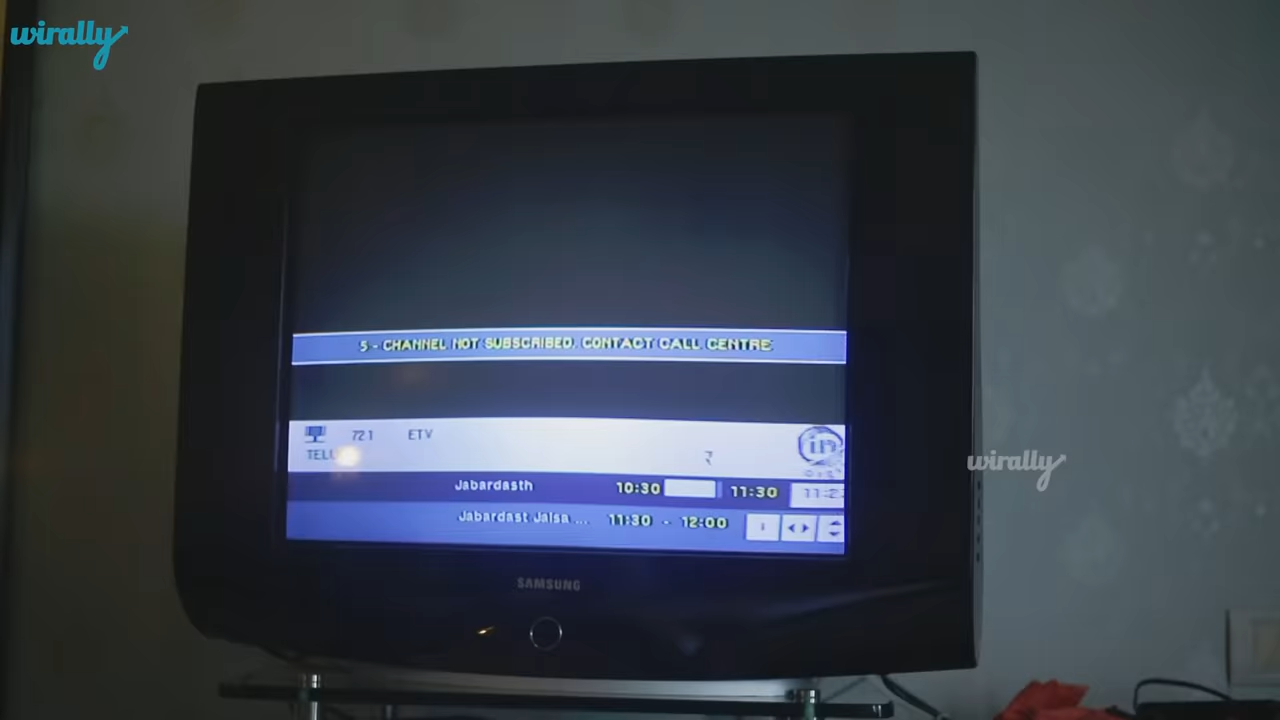 wirally
5 - CHANNEL NOT SUBSCRIBED. CONTACT CALL CENTRE
721 ETV
in
Jabardasth 10:30 11:30
Jabardast Jalsa ... 11:30 - 12:00
wirally
SAMSUNG